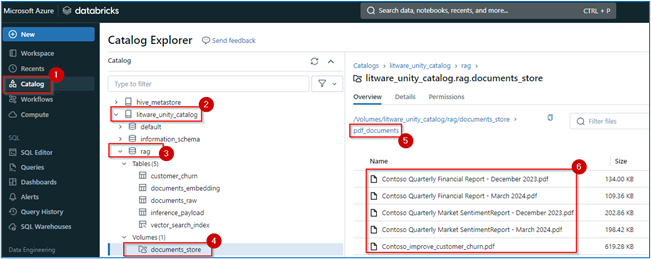 Microsoft Azure
databricks
Search data, notebooks, recents, and more...
CTRL + P
New
Workspace
Recents
Catalog
Workflows
Compute
SQL
SQL Editor
Queries
Dashboards
Alerts
Query History
SQL Warehouses
Data Engineering
1
Catalog Explorer
Send feedback
Catalog
Type to filter
hive_metastore
litware_unity_catalog
2
default
information_schema
rag
3
Tables (5)
customer_churn
documents_embedding
documents_raw
inference_payload
vector_search_index
Volumes (1)
4
documents_store
Catalogs > litware_unity_catalog > rag >
litware_unity_catalog.rag.documents_store
Overview Details Permissions
/Volumes/litware_unity_catalog/rag/documents_store /
pdf_documents
5
Filter files
6
Name Size
Contoso Quarterly Financial Report - December 2023.pdf 134.00 KB
Contoso Quarterly Financial Report - March 2024.pdf 109.36 KB
Contoso Quarterly Market SentimentReport - December 2023.pdf 202.86 KB
Contoso Quarterly Market SentimentReport - March 2024.pdf 198.42 KB
Contoso_improve_customer_churn.pdf 619.28 KB